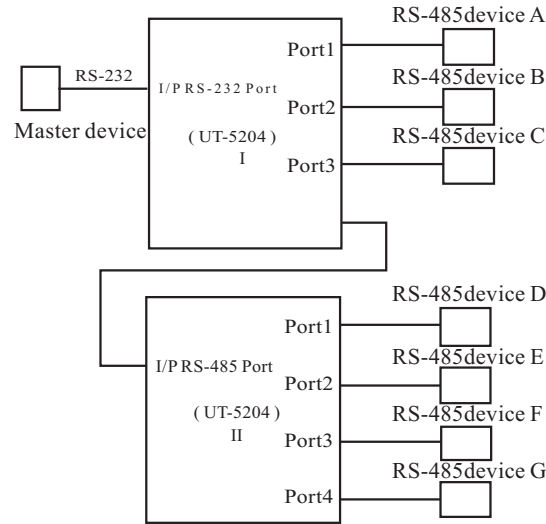 RS-485device A
Port1
RS-232
I/P RS-232 Port
RS-485device B
Port2
Master device
(UT-5204)
I
RS-485device C
Port3
RS-485device D
Port1
I/P RS-485 Port
RS-485device E
Port2
(UT-5204)
II
RS-485device F
Port3
RS-485device G
Port4